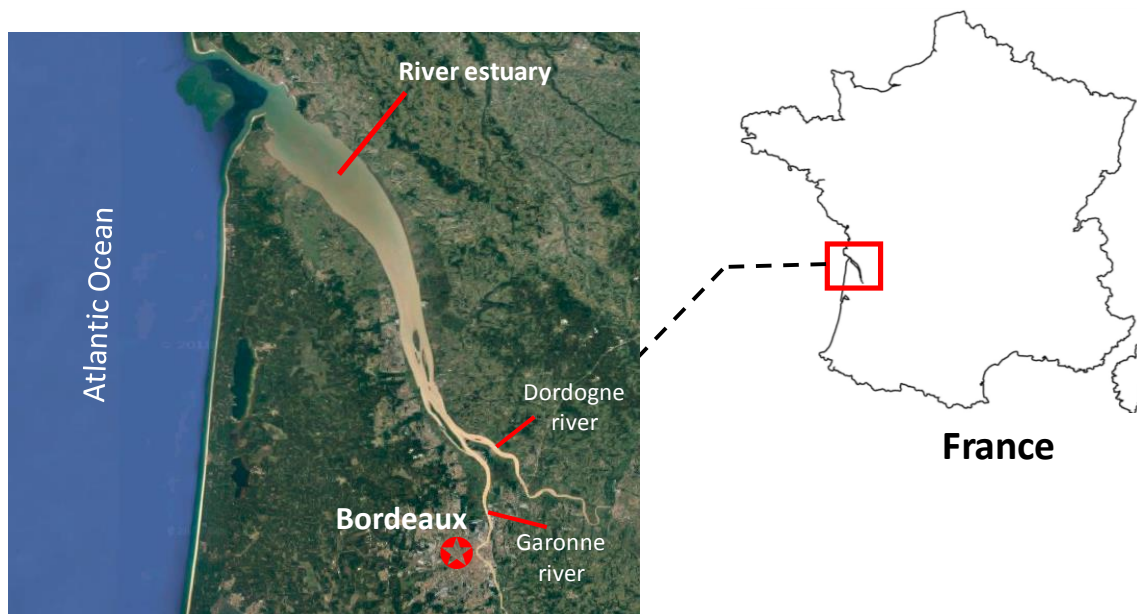 River estuary
Atlantic Ocean
Dordogne
river
Bordeaux
Garonne
river
France